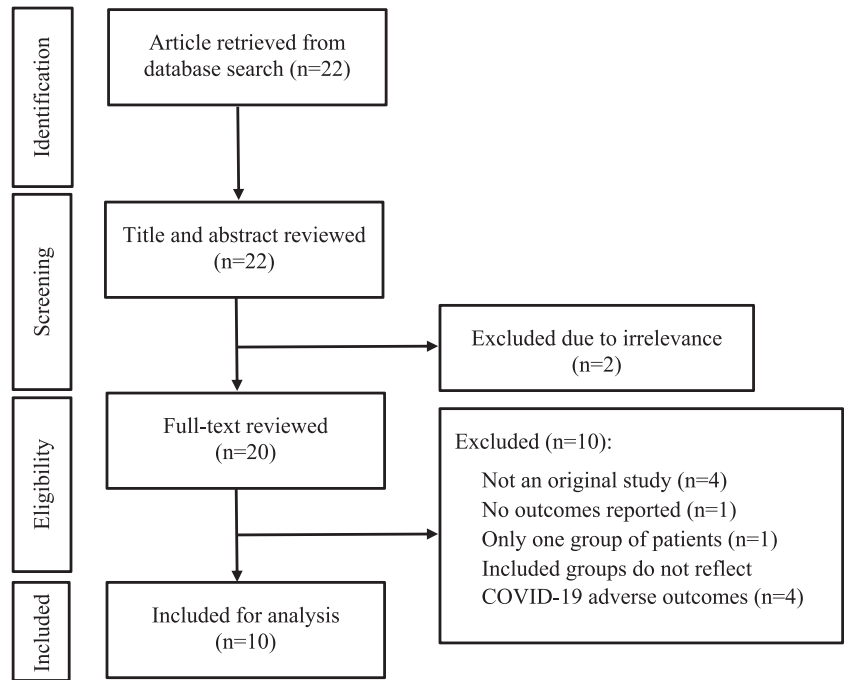 Identification
Article retrieved from
database search (n=22)
Screening
Title and abstract reviewed
(n=22)
Excluded due to irrelevance
(n=2)
Eligibility
Full-text reviewed
(n=20)
Excluded (n=10):
Not an original study (n=4)
No outcomes reported (n=1)
Only one group of patients (n=1)
Included groups do not reflect
COVID-19 adverse outcomes (n=4)
Included
Included for analysis
(n=10)